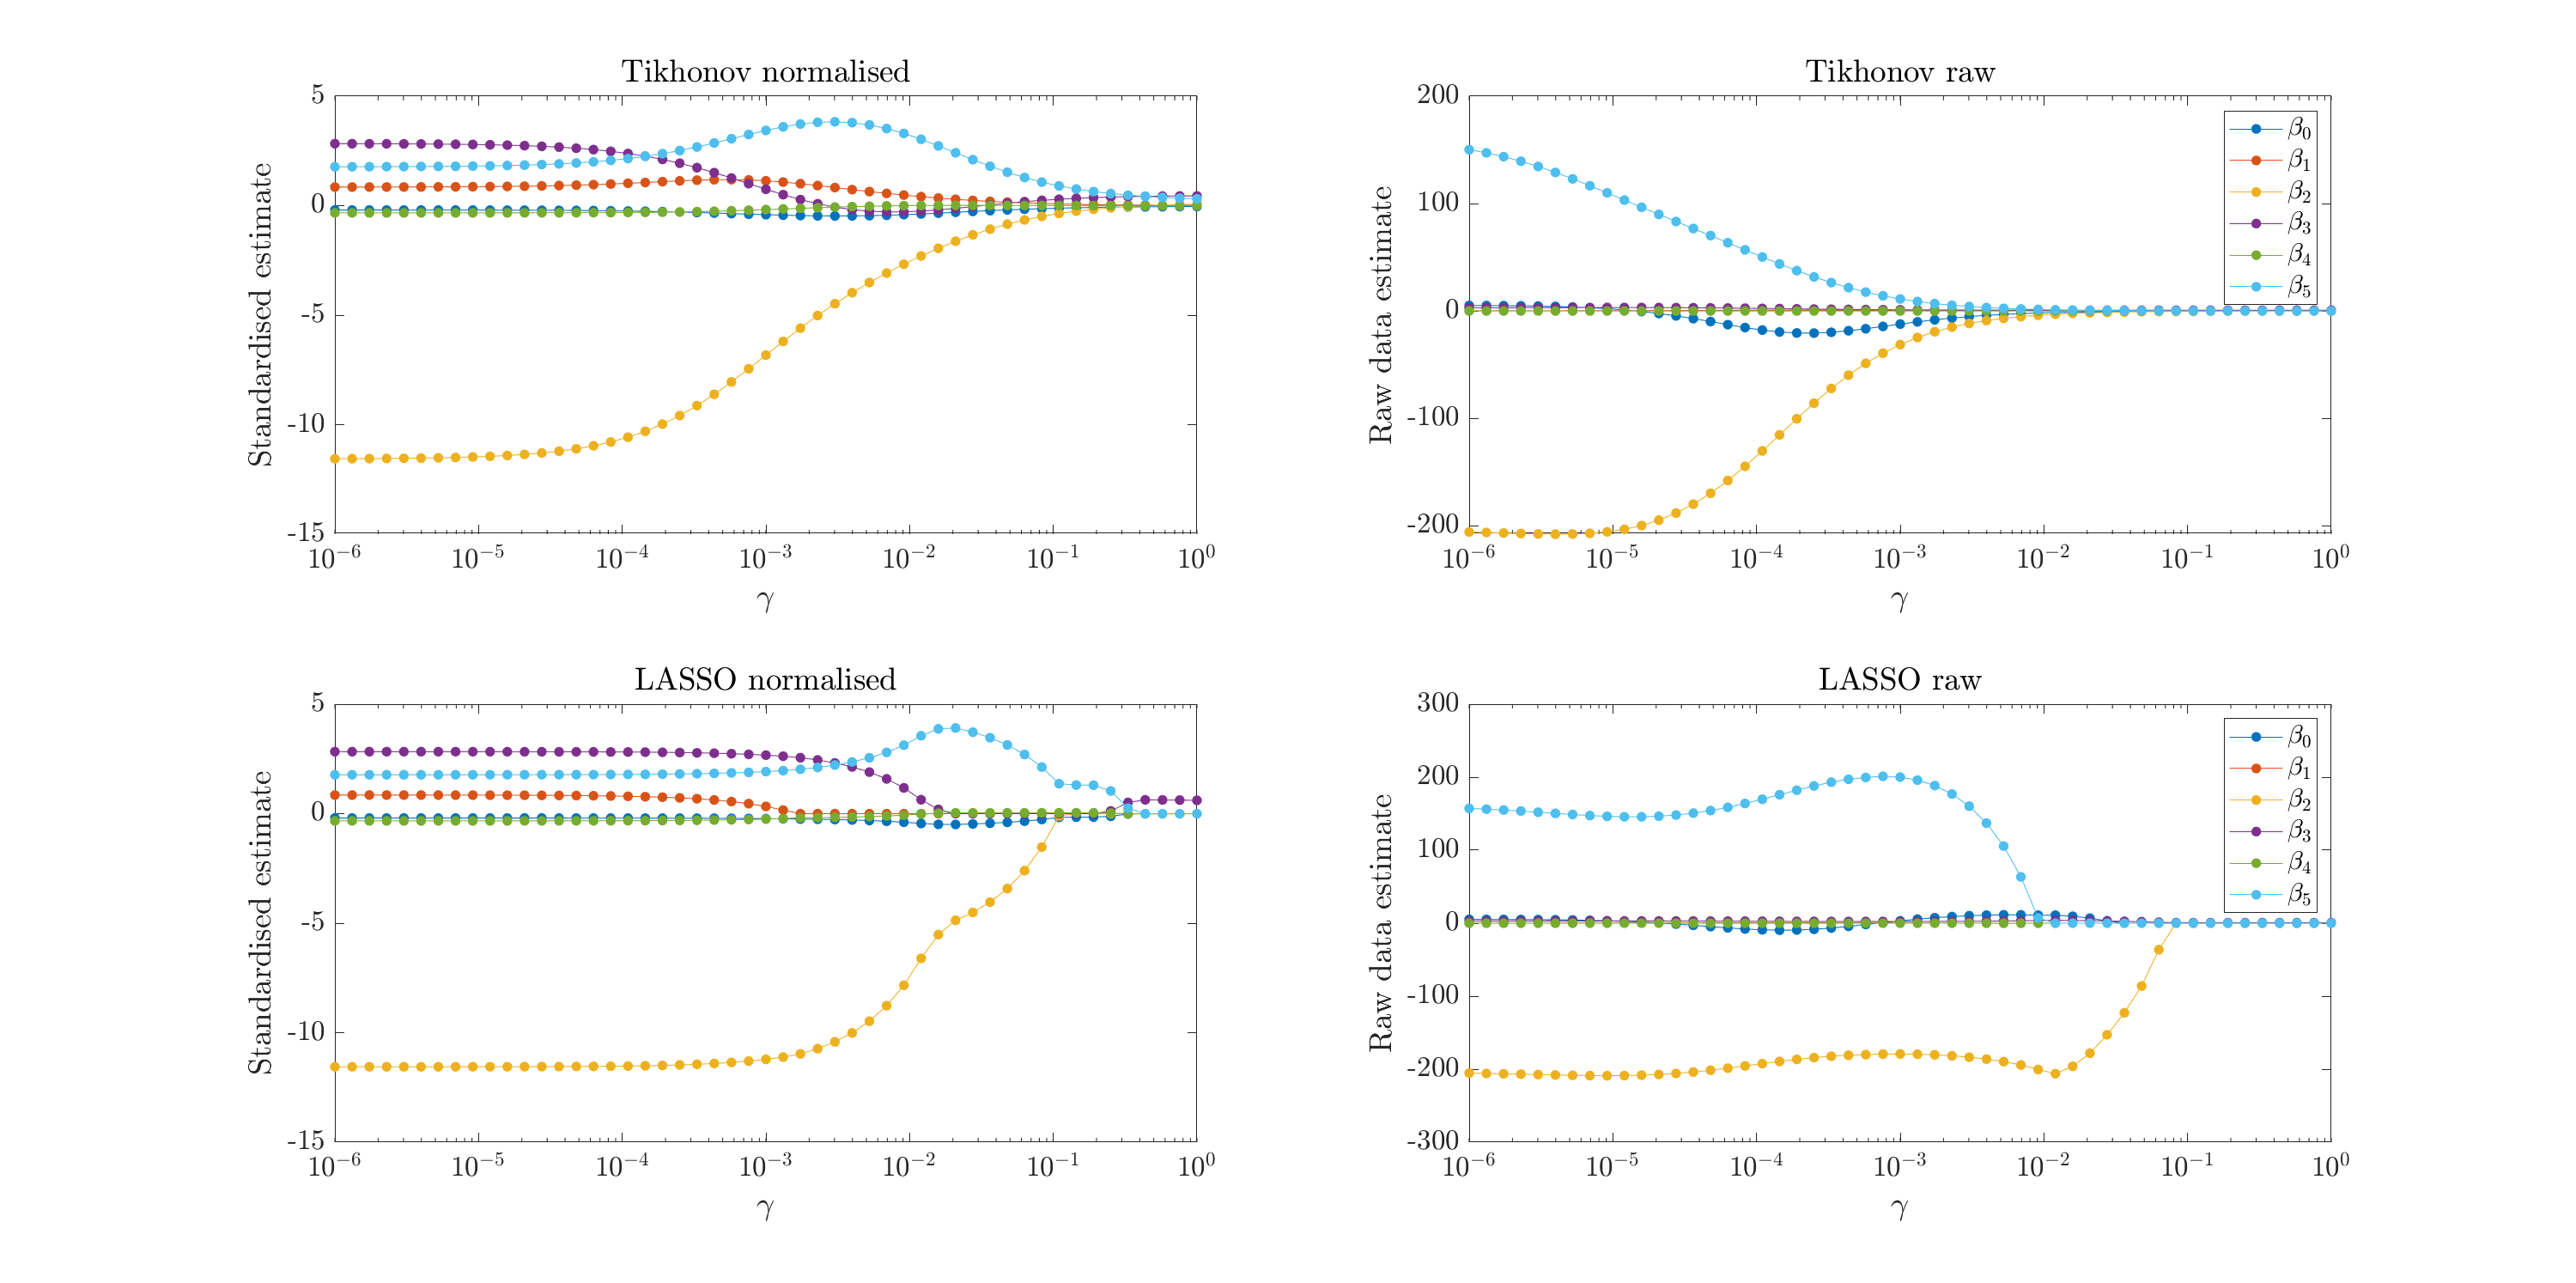 Tikhonov normalised
5
0
-5
-10
-15
Standardised estimate
10⁻⁶ 10⁻⁵ 10⁻⁴ 10⁻³ 10⁻² 10⁻¹ 10⁰
γ
Tikhonov raw
200
100
0
-100
-200
Raw data estimate
10⁻⁶ 10⁻⁵ 10⁻⁴ 10⁻³ 10⁻² 10⁻¹ 10⁰
γ
β₀
β₁
β₂
β₃
β₄
β₅
LASSO normalised
5
0
-5
-10
-15
Standardised estimate
10⁻⁶ 10⁻⁵ 10⁻⁴ 10⁻³ 10⁻² 10⁻¹ 10⁰
γ
LASSO raw
300
200
100
0
-100
-200
-300
Raw data estimate
10⁻⁶ 10⁻⁵ 10⁻⁴ 10⁻³ 10⁻² 10⁻¹ 10⁰
γ
β₀
β₁
β₂
β₃
β₄
β₅